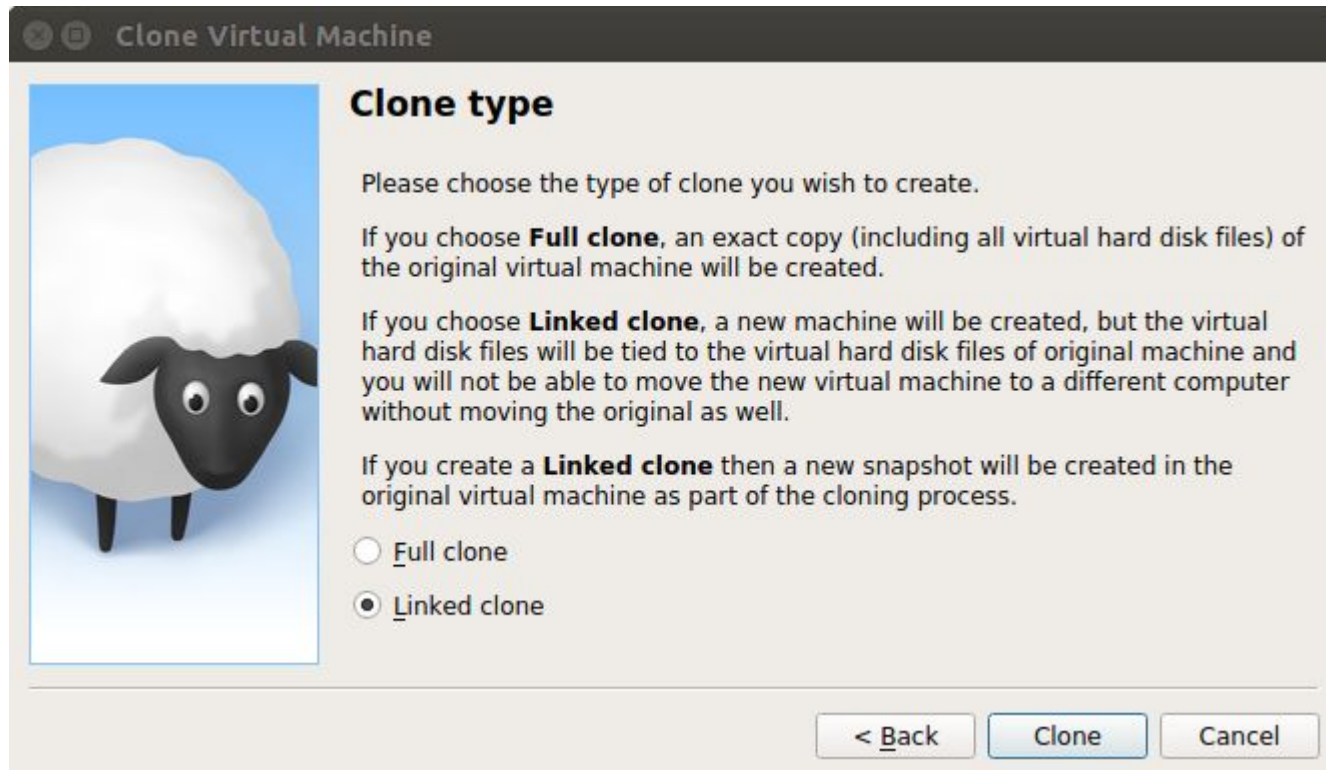 Clone Virtual Machine
Clone type
Please choose the type of clone you wish to create.
If you choose Full clone, an exact copy (including all virtual hard disk files) of
the original virtual machine will be created.
If you choose Linked clone, a new machine will be created, but the virtual
hard disk files will be tied to the virtual hard disk files of original machine and
you will not be able to move the new virtual machine to a different computer
without moving the original as well.
If you create a Linked clone then a new snapshot will be created in the
original virtual machine as part of the cloning process.
Full clone
Linked clone
< Back Clone Cancel